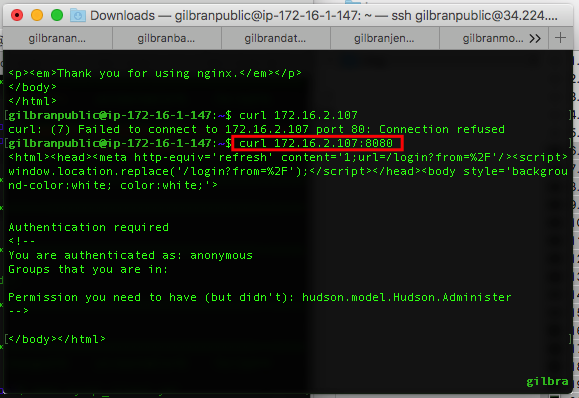 Downloads — gilbranpublic@ip-172-16-1-147: ~ — ssh gilbranpublic@34.224....
gilbranan... gilbranba... gilbrandat... gilbranjen... gilbranmo... >> +
<p><em>Thank you for using nginx.</em></p>
</body>
</html>
[gilbranpublic@ip-172-16-1-147:~$ curl 172.16.2.107
curl: (7) Failed to connect to 172.16.2.107 port 80: Connection refused
[gilbranpublic@ip-172-16-1-147:~$ curl 172.16.2.107:8080
<html><head><meta http-equiv='refresh' content='1;url=/login?from=%2F'/><script>
window.location.replace('/login?from=%2F');</script></head><body style='backgrou
nd-color:white; color:white;'>
Authentication required
<!--
You are authenticated as: anonymous
Groups that you are in:
Permission you need to have (but didn't): hudson.model.Hudson.Administer
-->
[</body></html>
gilbra